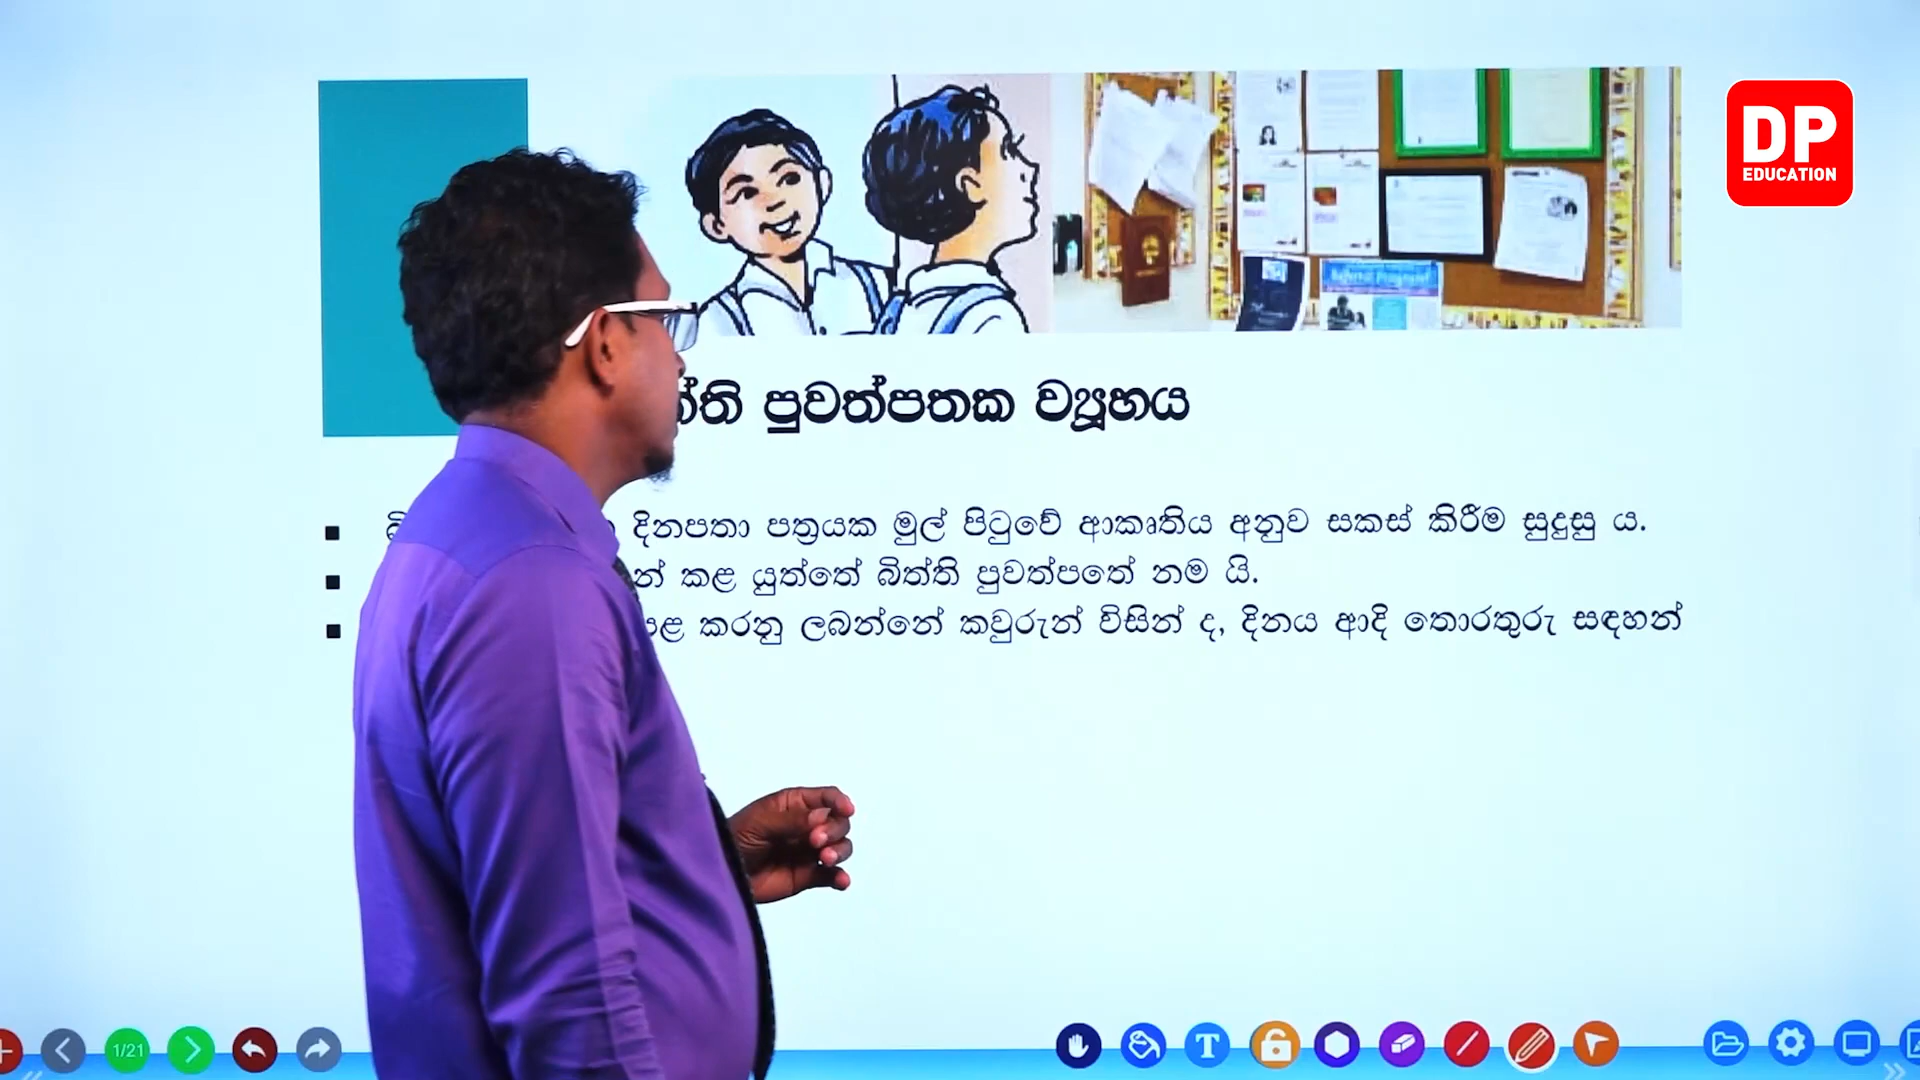 DP
EDUCATION
පුවත්පතක ව්‍යූහය
දිනපතා පත්‍රයක මුල් පිටුවේ ආකෘතිය අනුව සකස් කිරීම සුදුසු ය.
කළ යුත්තේ බිත්ති පුවත්පතේ නම යි.
කරනු ලබන්නේ කවුරුන් විසින් ද, දිනය ආදි තොරතුරු සඳහන්
1/21
T